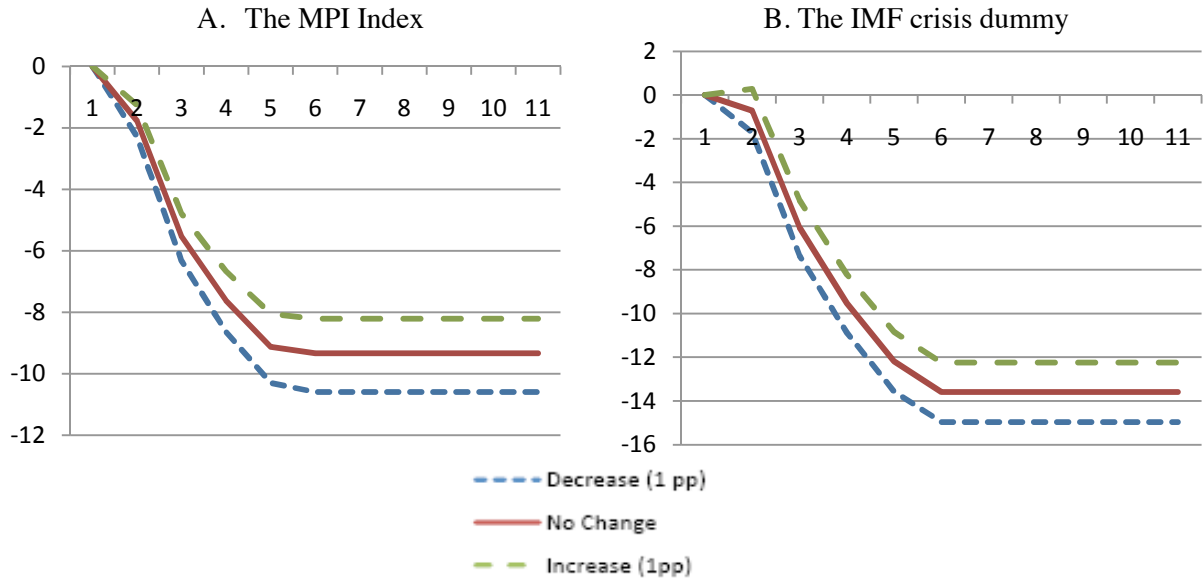 A. The MPI Index
0
-2
-4
-6
-8
-10
-12
1 2 3 4 5 6 7 8 9 10 11
B. The IMF crisis dummy
2
0
-2
-4
-6
-8
-10
-12
-14
-16
1 2 3 4 5 6 7 8 9 10 11
Decrease (1 pp)
No Change
Increase (1pp)